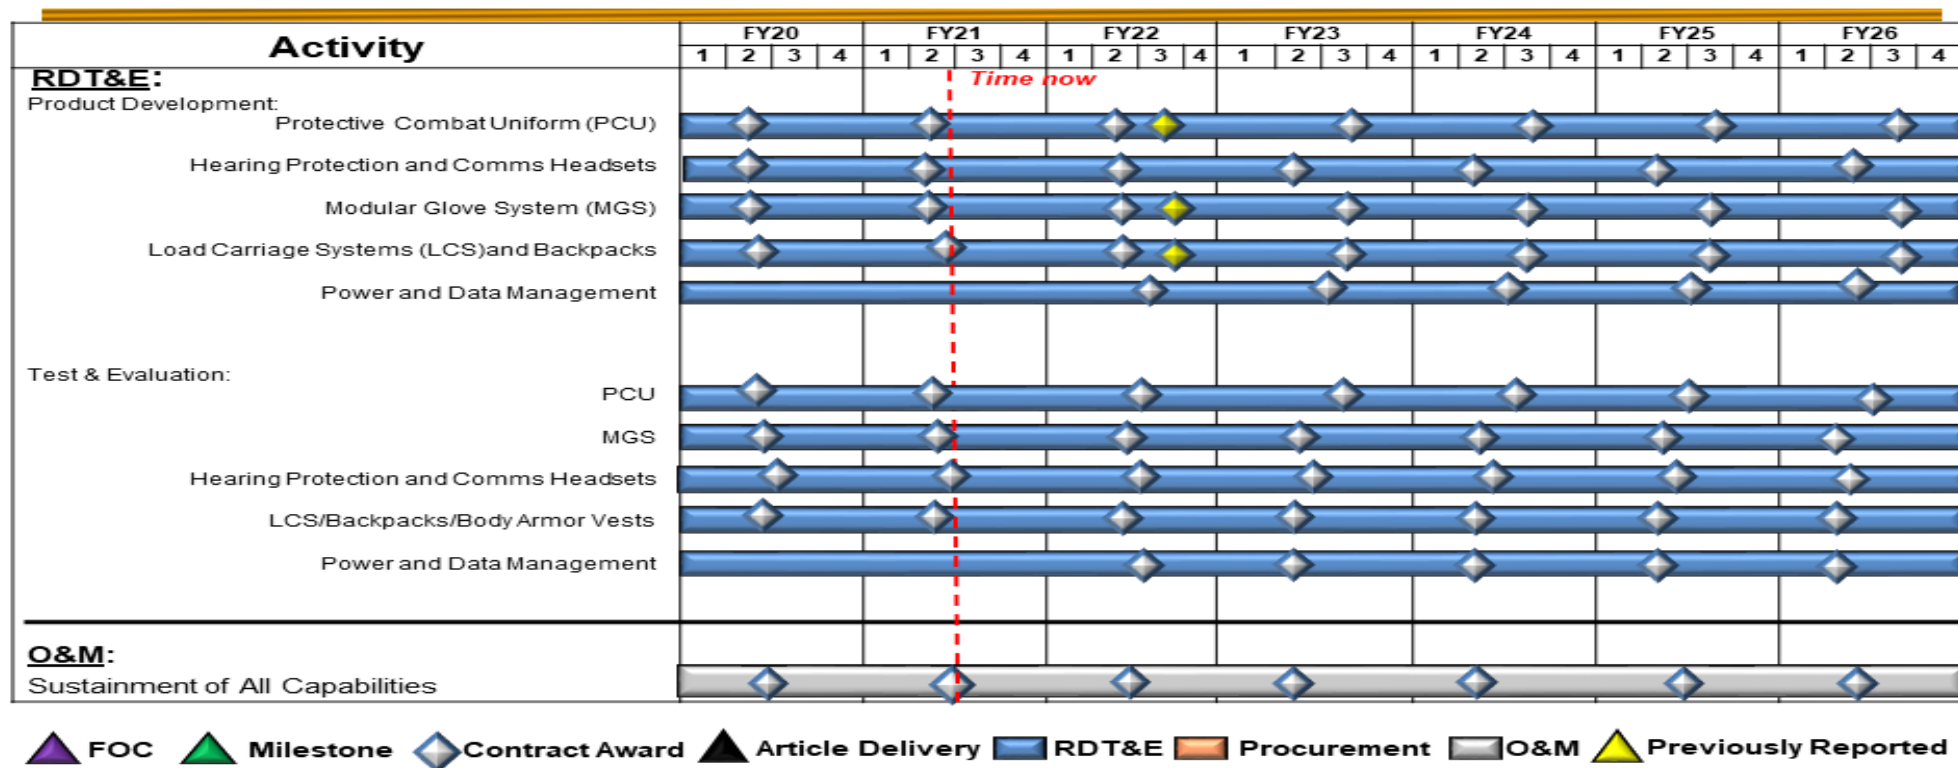 Activity
FY20 FY21 FY22 FY23 FY24 FY25 FY26
1 2 3 4 1 2 3 4 1 2 3 4 1 2 3 4 1 2 3 4 1 2 3 4 1 2 3 4
RDT&E:
Time now
Product Development:
Protective Combat Uniform (PCU)
Hearing Protection and Comms Headsets
Modular Glove System (MGS)
Load Carriage Systems (LCS)and Backpacks
Power and Data Management
Test & Evaluation:
PCU
MGS
Hearing Protection and Comms Headsets
LCS/Backpacks/Body Armor Vests
Power and Data Management
O&M:
Sustainment of All Capabilities
FOC Milestone Contract Award Article Delivery RDT&E Procurement O&M Previously Reported